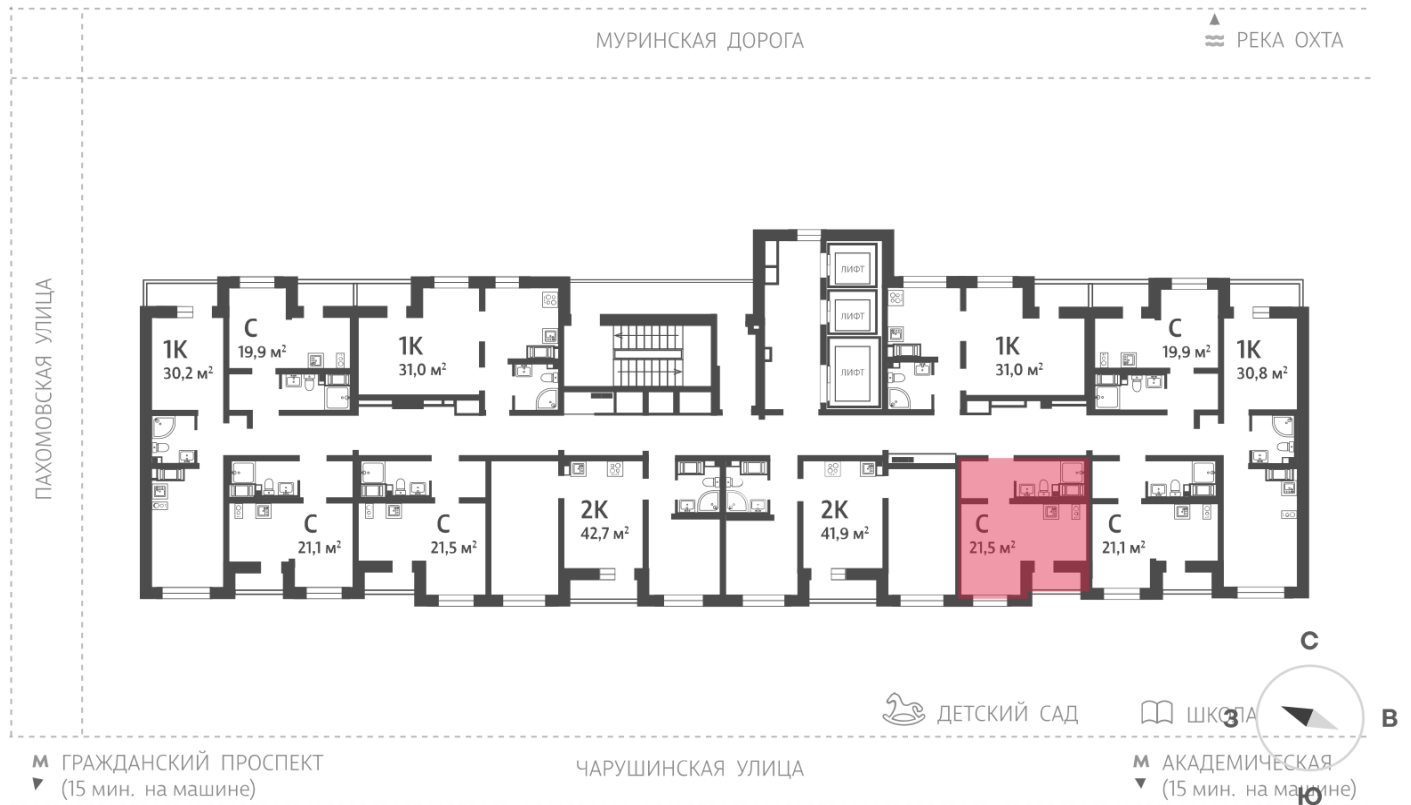 МУРИНСКАЯ ДОРОГА
РЕКА ОХТА
ПАХОМОВСКАЯ УЛИЦА
ЛИФТ
ЛИФТ
ЛИФТ
1К
30,2 м²
С
19,9 м²
1К
31,0 м²
1К
31,0 м²
С
19,9 м²
1К
30,8 м²
С
21,1 м²
С
21,5 м²
2К
42,7 м²
2К
41,9 м²
С
21,5 м²
С
21,1 м²
С
З
В
Ю
ДЕТСКИЙ САД
ШКОЛА
М ГРАЖДАНСКИЙ ПРОСПЕКТ
(15 мин. на машине)
ЧАРУШИНСКАЯ УЛИЦА
М АКАДЕМИЧЕСКАЯ
(15 мин. на машине)